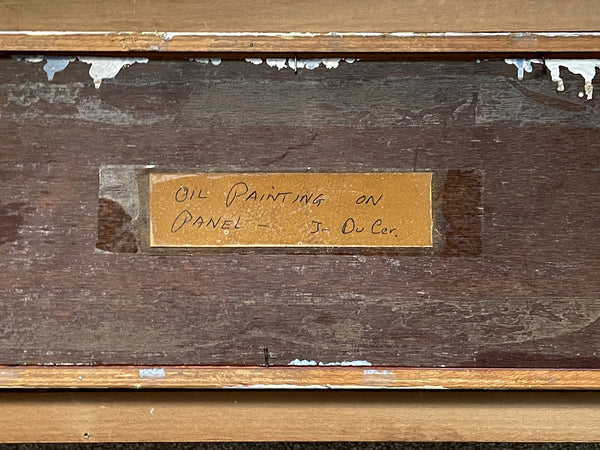 OIL PAINTING ON
PANEL – J– Du Cer.